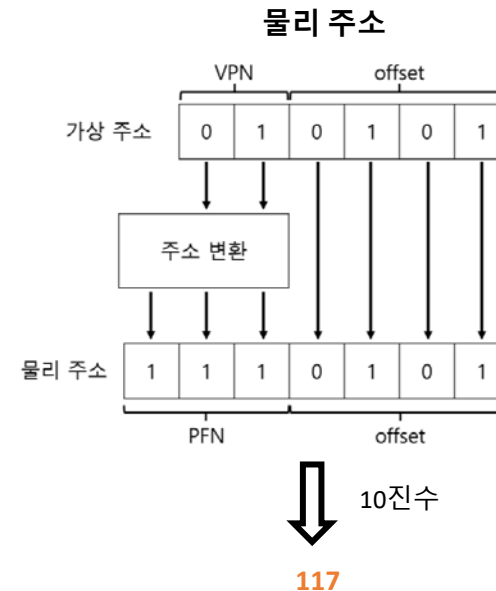 물리 주소
VPN offset
가상 주소 0 1 0 1 0 1
주소 변환
물리 주소 1 1 1 0 1 0 1
PFN offset
10진수
117